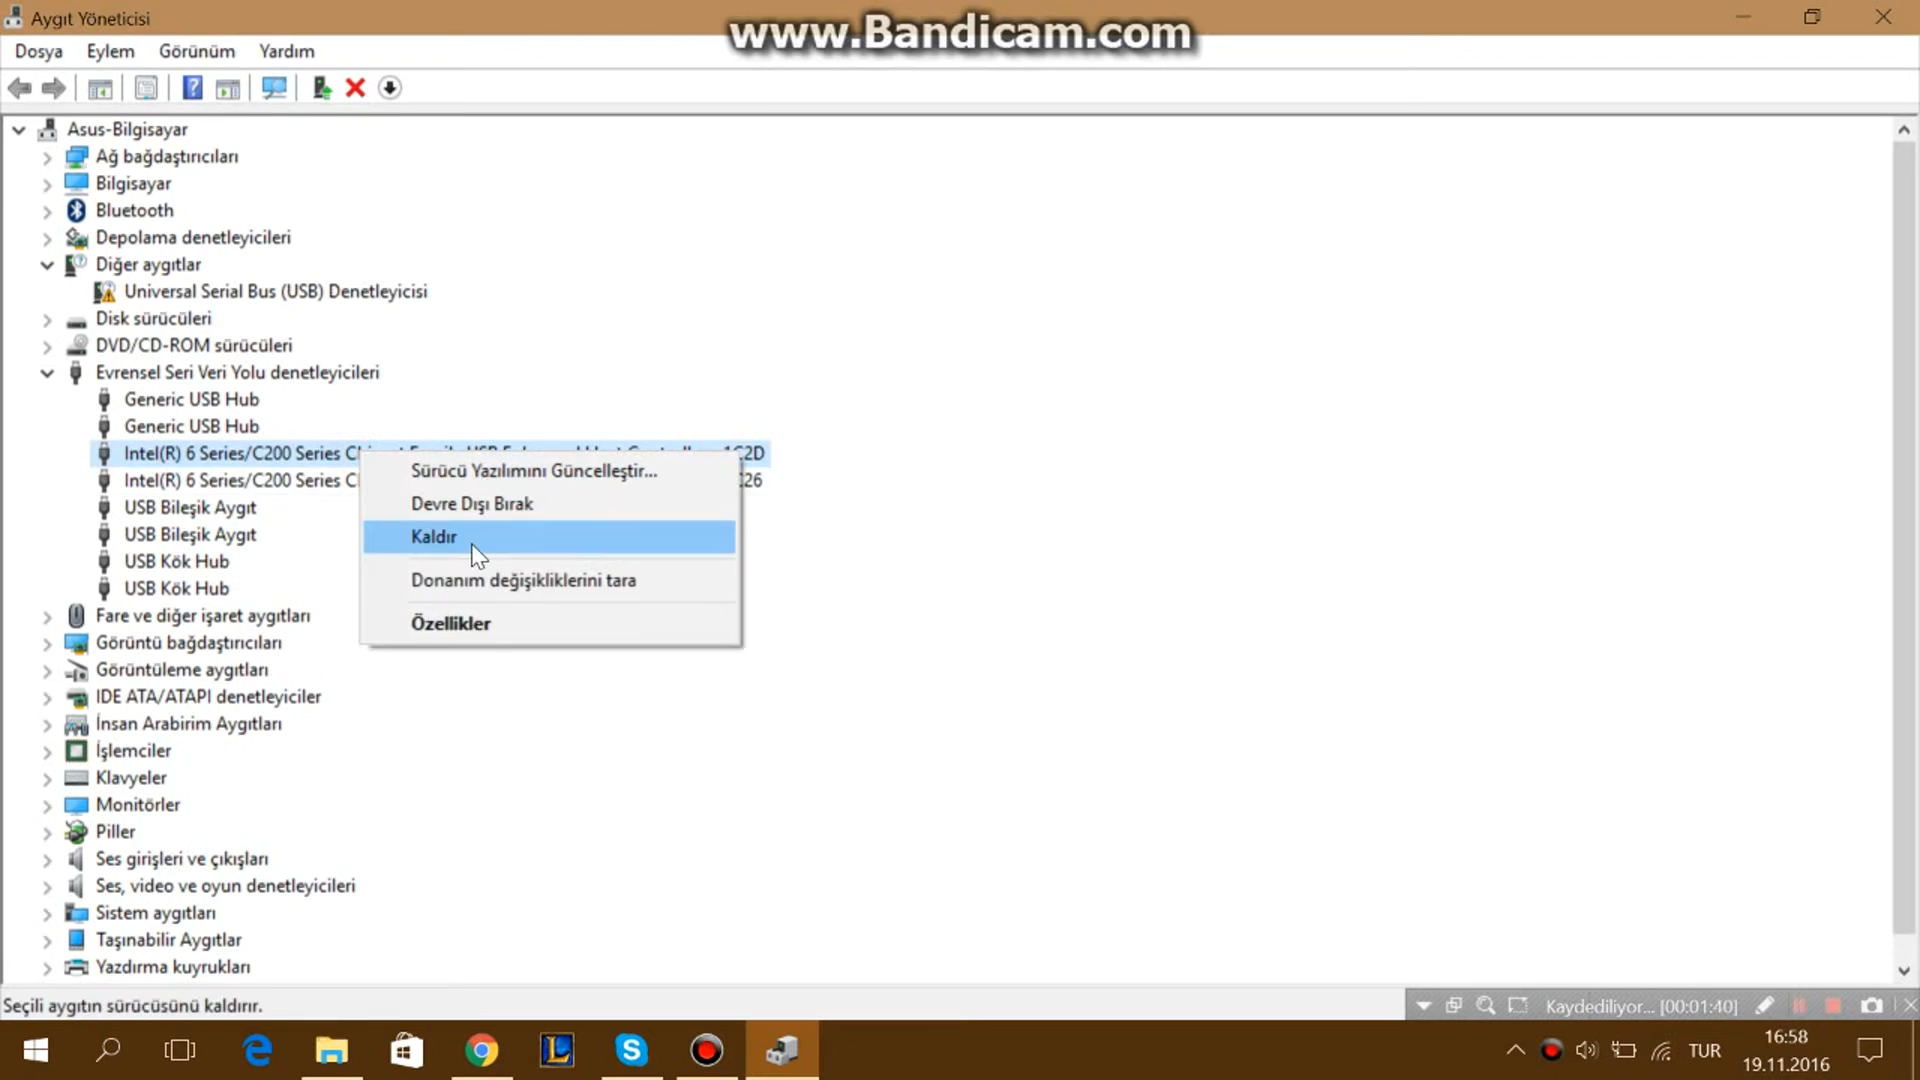 Aygıt Yöneticisi
www.Bandicam.com
Dosya Eylem Görünüm Yardım
Asus-Bilgisayar
Ağ bağdaştırıcıları
Bilgisayar
Bluetooth
Depolama denetleyicileri
Diğer aygıtlar
Universal Serial Bus (USB) Denetleyicisi
Disk sürücüleri
DVD/CD-ROM sürücüleri
Evrensel Seri Veri Yolu denetleyicileri
Generic USB Hub
Generic USB Hub
Intel(R) 6 Series/C200 Series
Intel(R) 6 Series/C200 Series
USB Bileşik Aygıt
USB Bileşik Aygıt
USB Kök Hub
USB Kök Hub
Sürücü Yazılımını Güncelleştir...
Devre Dışı Bırak
Kaldır
Donanım değişikliklerini tara
Özellikler
Fare ve diğer işaret aygıtları
Görüntü bağdaştırıcıları
Görüntüleme aygıtları
IDE ATA/ATAPI denetleyiciler
İnsan Arabirim Aygıtları
İşlemciler
Klavyeler
Monitörler
Piller
Ses girişleri ve çıkışları
Ses, video ve oyun denetleyicileri
Sistem aygıtları
Taşınabilir Aygıtlar
Yazdırma kuyrukları
Seçili aygıtın sürücüsünü kaldırır.
Kaydediliyor... [00:01:40]
TUR
16:58
19.11.2016